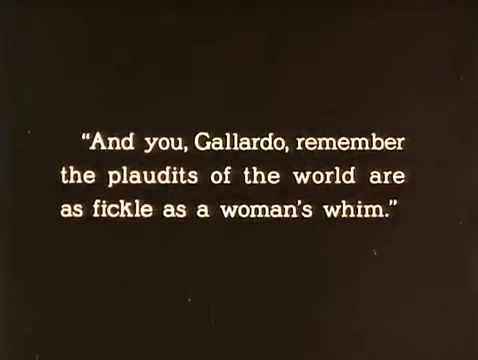 “And you, Gallardo, remember
the plaudits of the world are
as fickle as a woman's whim.”